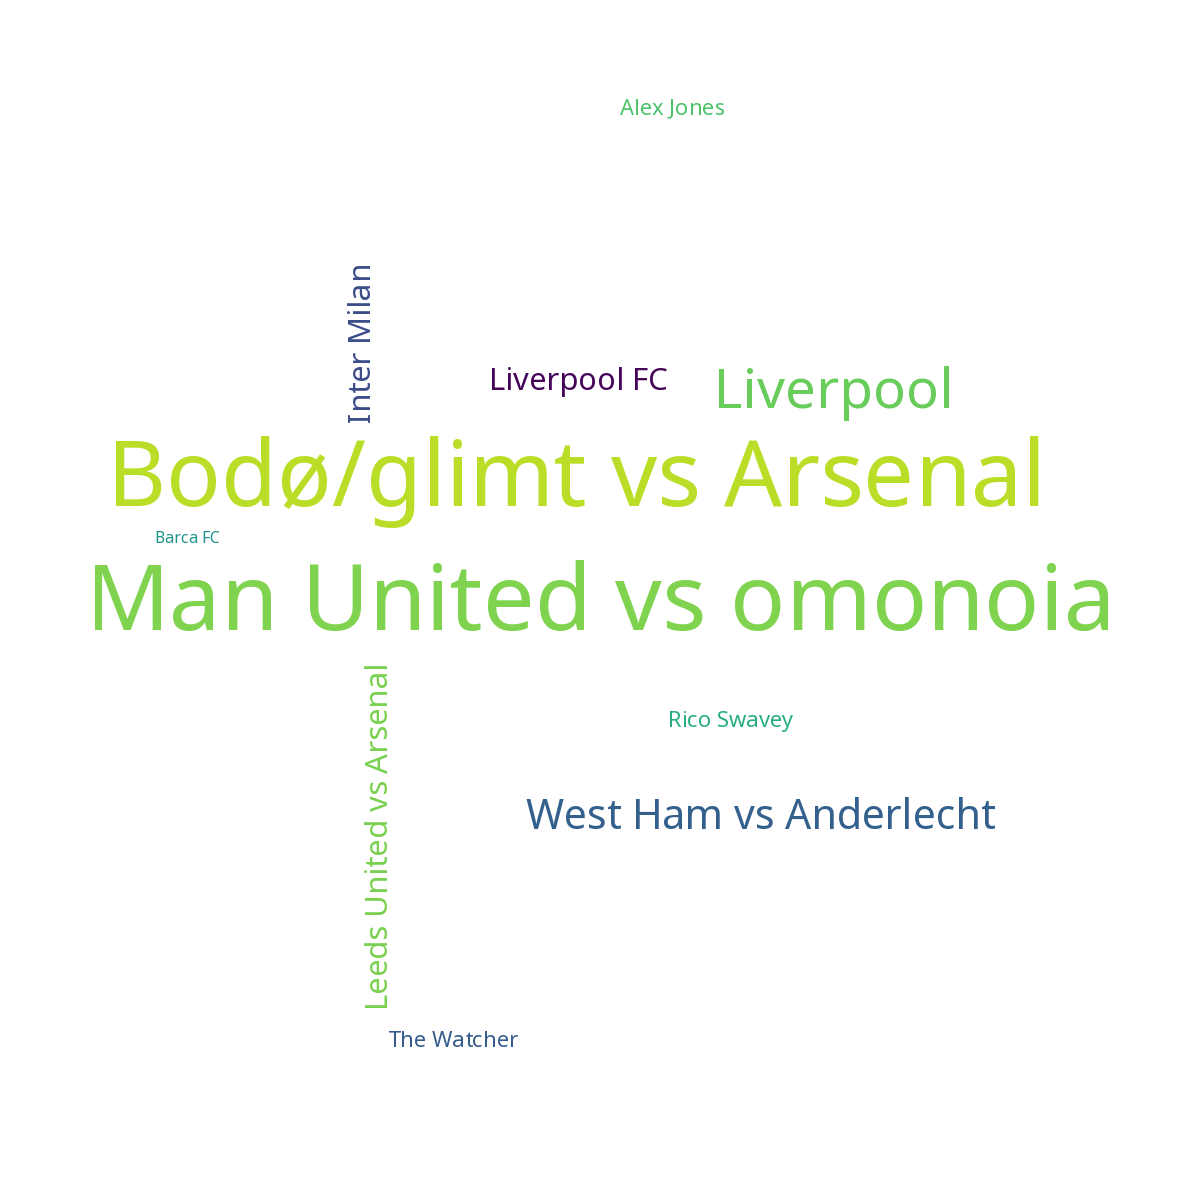 Alex Jones
Inter Milan
Liverpool FC
Liverpool
Bodø/glimt vs Arsenal
Barca FC
Man United vs omonoia
Leeds United vs Arsenal
Rico Swavey
West Ham vs Anderlecht
The Watcher